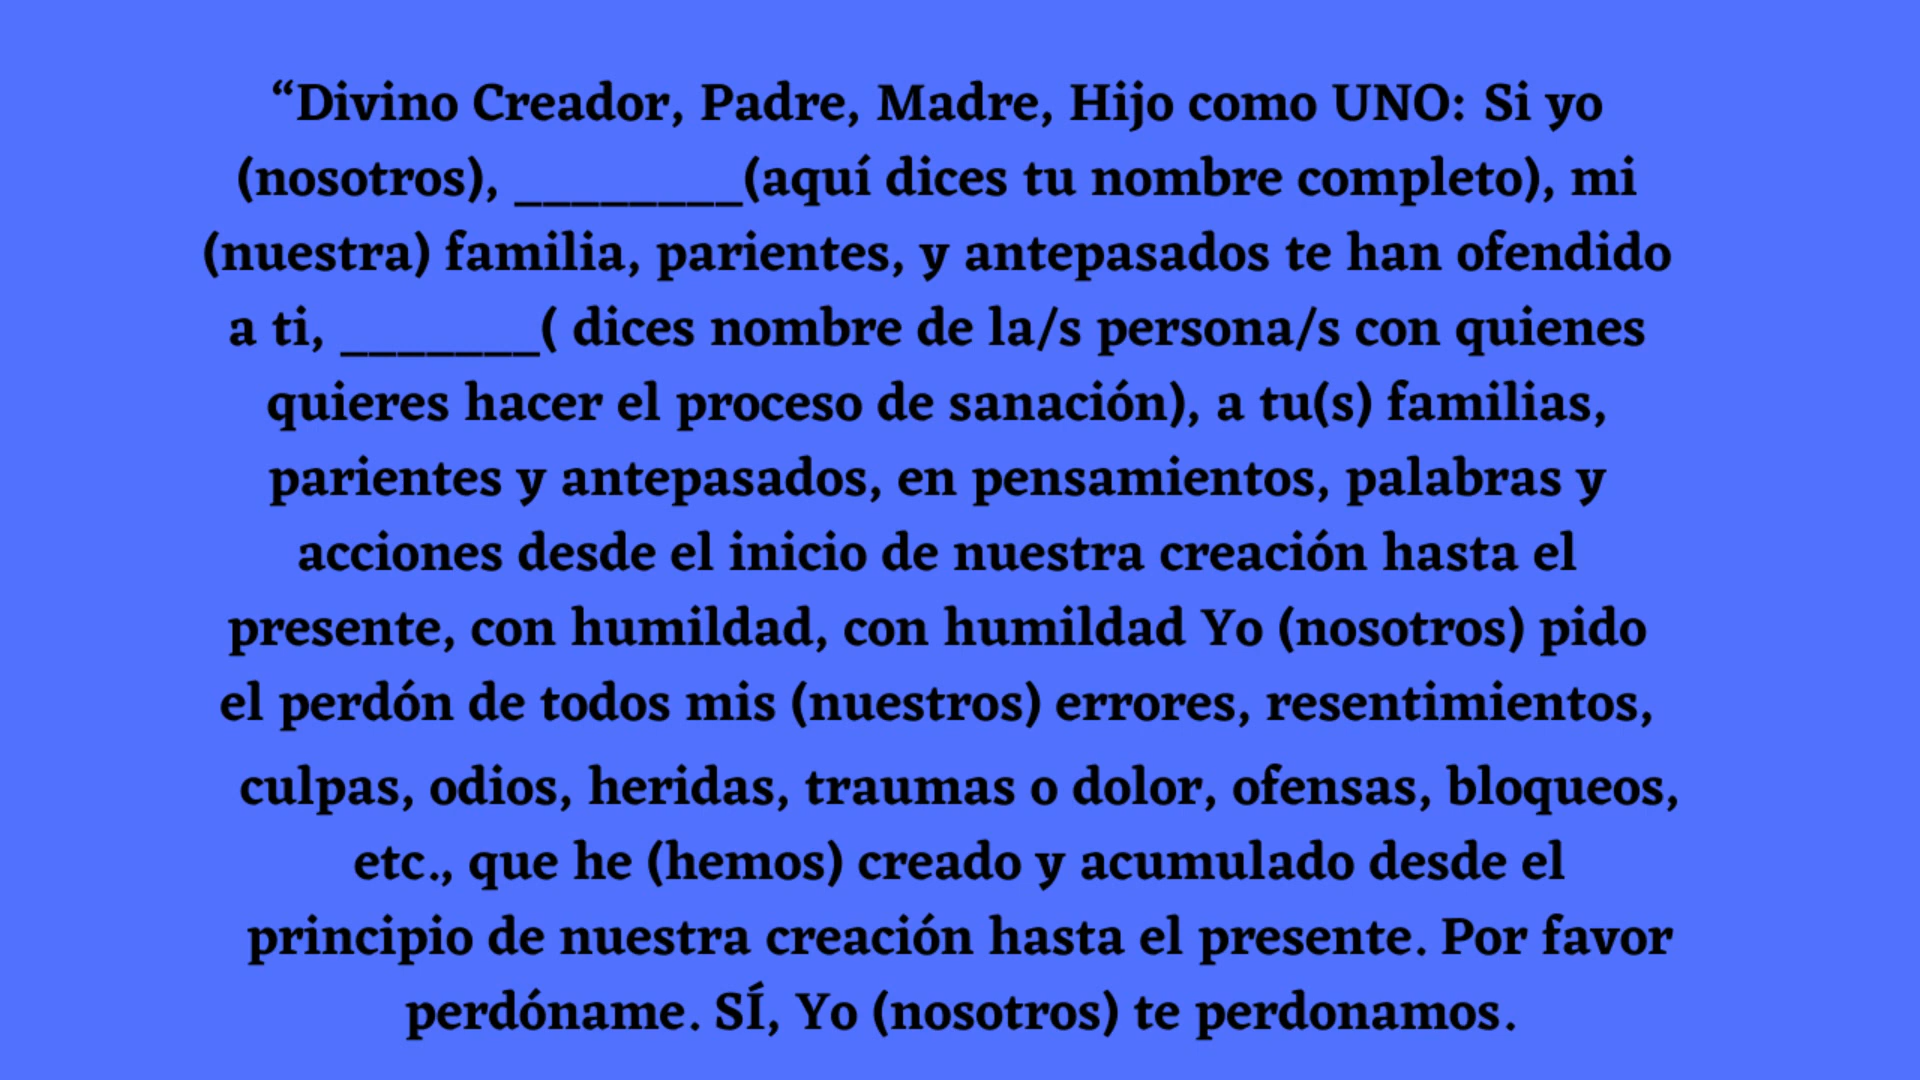 “Divino Creador, Padre, Madre, Hijo como UNO: Si yo
(nosotros), ________(aquí dices tu nombre completo), mi
(nuestra) familia, parientes, y antepasados te han ofendido
a ti, _______( dices nombre de la/s persona/s con quienes
quieres hacer el proceso de sanación), a tu(s) familias,
parientes y antepasados, en pensamientos, palabras y
acciones desde el inicio de nuestra creación hasta el
presente, con humildad, con humildad Yo (nosotros) pido
el perdón de todos mis (nuestros) errores, resentimientos,
culpas, odios, heridas, traumas o dolor, ofensas, bloqueos,
etc., que he (hemos) creado y acumulado desde el
principio de nuestra creación hasta el presente. Por favor
perdóname. SÍ, Yo (nosotros) te perdonamos.